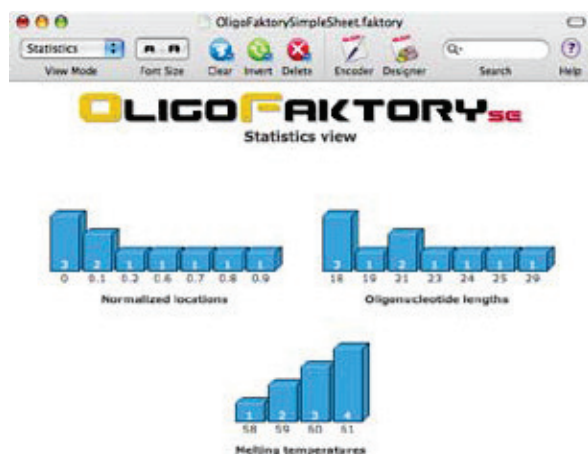 OligoFaktorySimpleSheet.faktory
Statistics
View Mode
Font Size
Clear
Invert
Delete
Encoder
Designer
Search
Help
OLIGOFAKTORY SE
Statistics view
3 2 1 1 1 1 1
0 0.1 0.2 0.6 0.7 0.8 0.9
Normalized locations
3 1 2 1 1 1 1
18 19 21 23 24 25 29
Oligonucleotide lengths
1 2 3 4
58 59 60 61
Melting temperatures